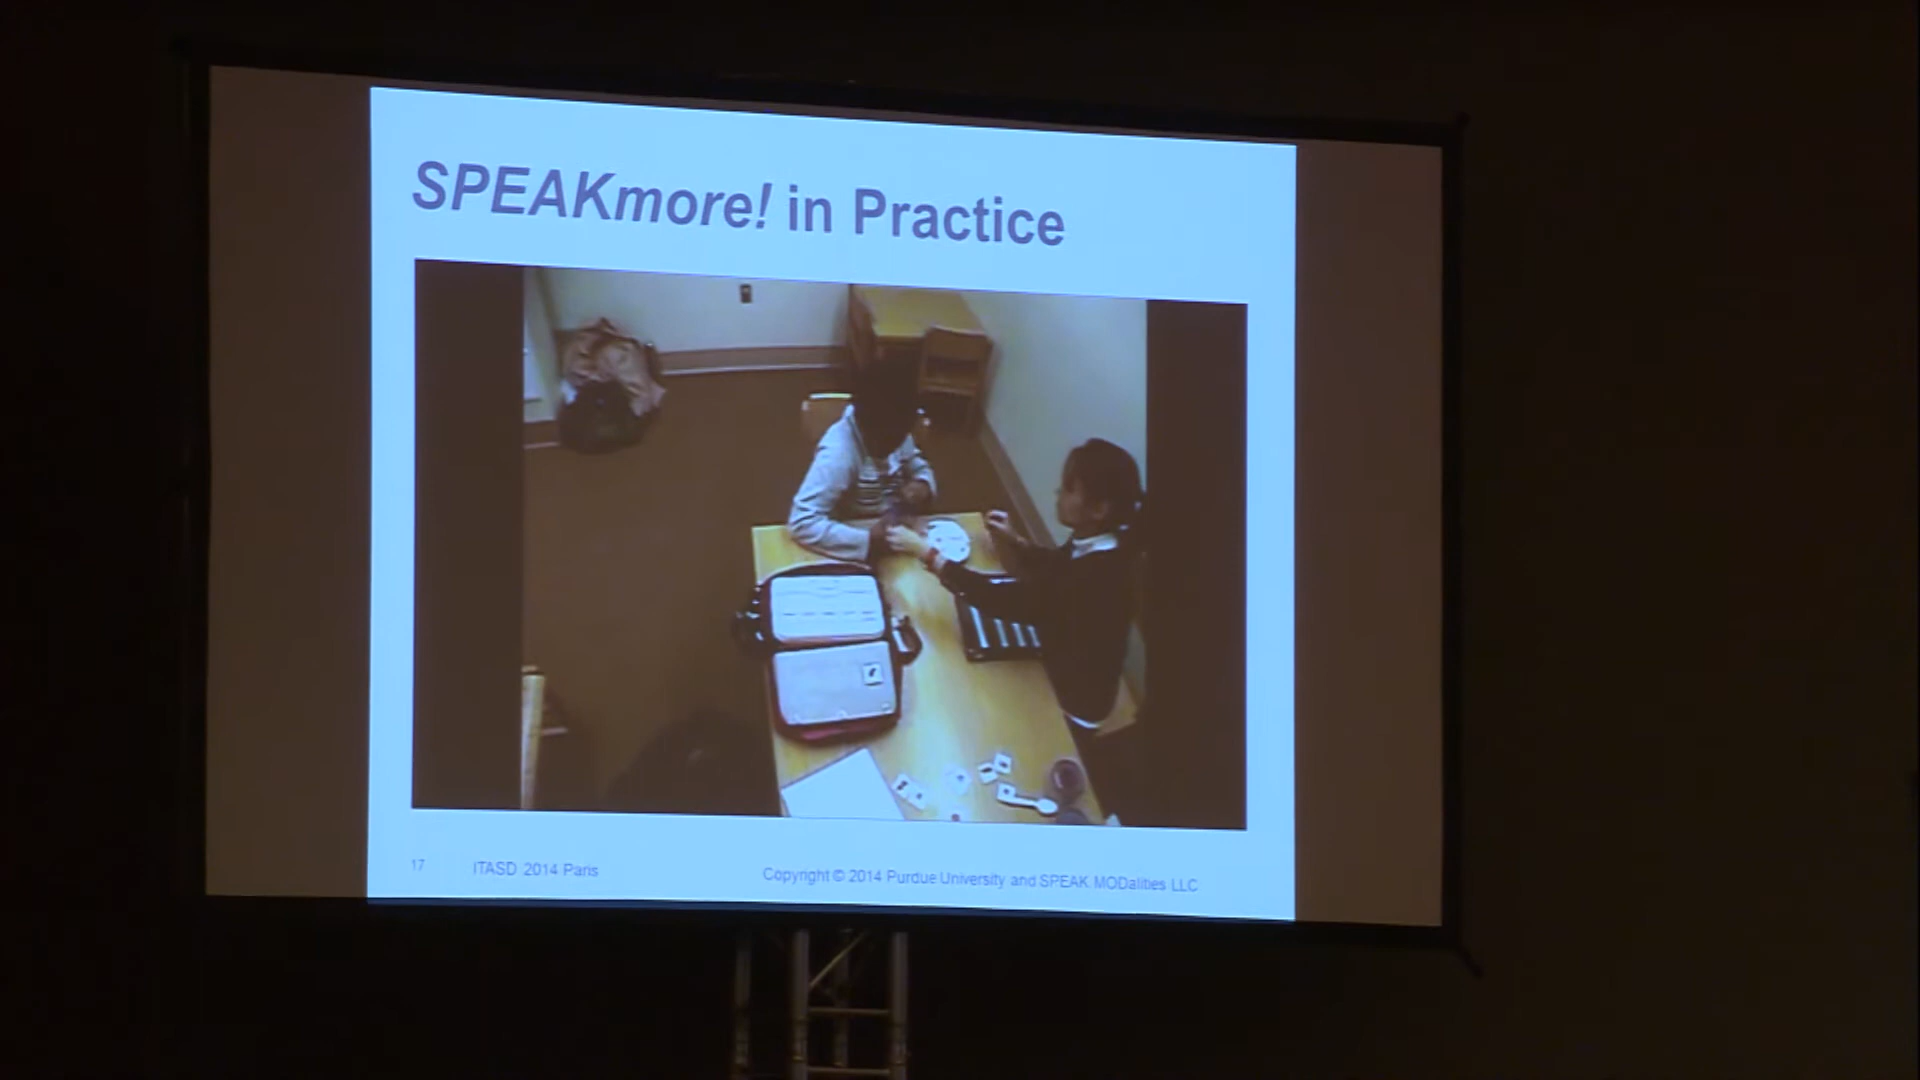 SPEAKmore! in Practice
17
ITASD 2014 Paris
Copyright © 2014 Purdue University and SPEAK MODalities LLC